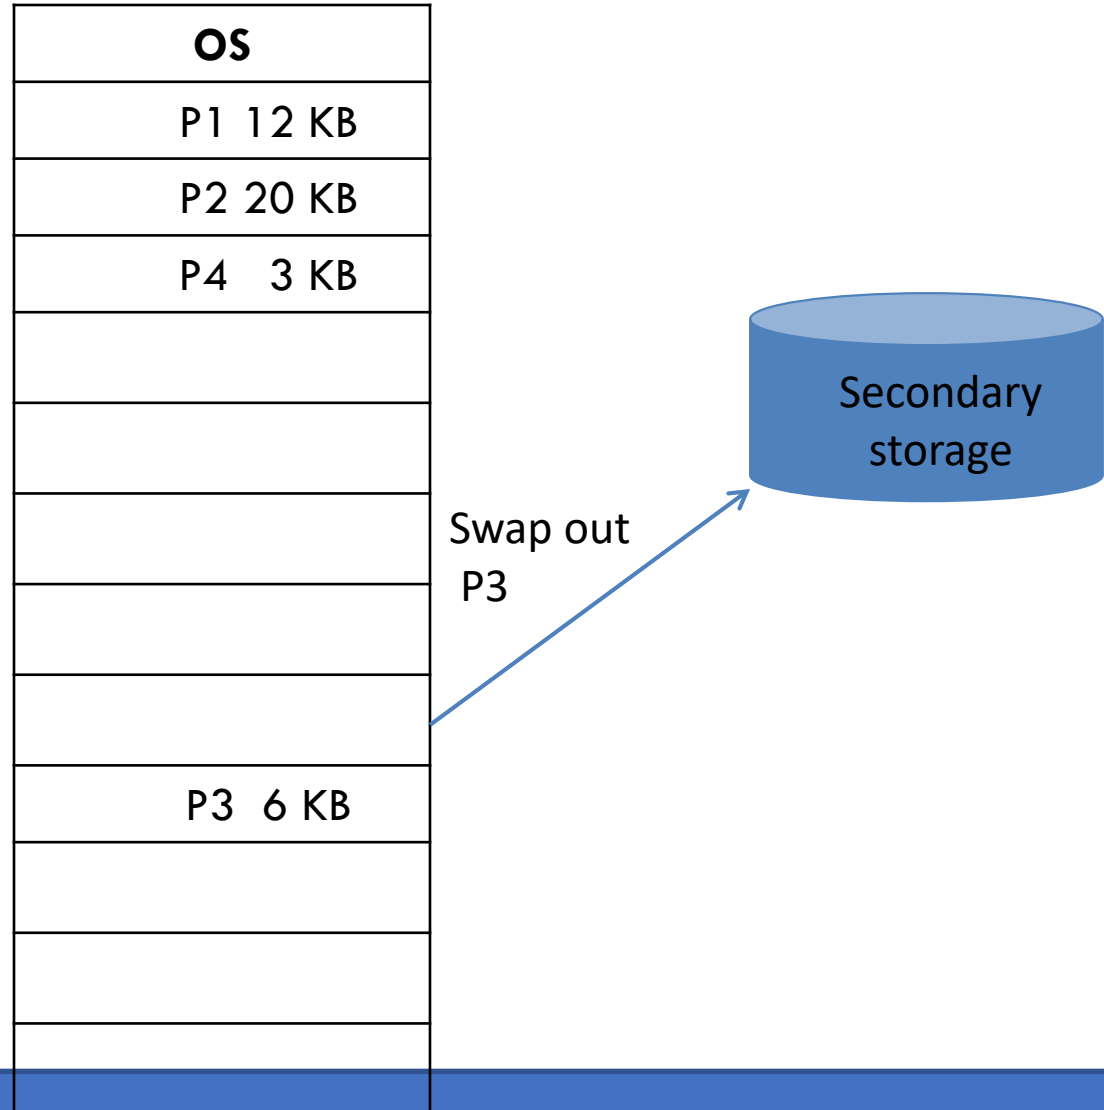 OS
P1 12 KB
P2 20 KB
P4 3 KB
Secondary
storage
Swap out
P3
P3 6 KB